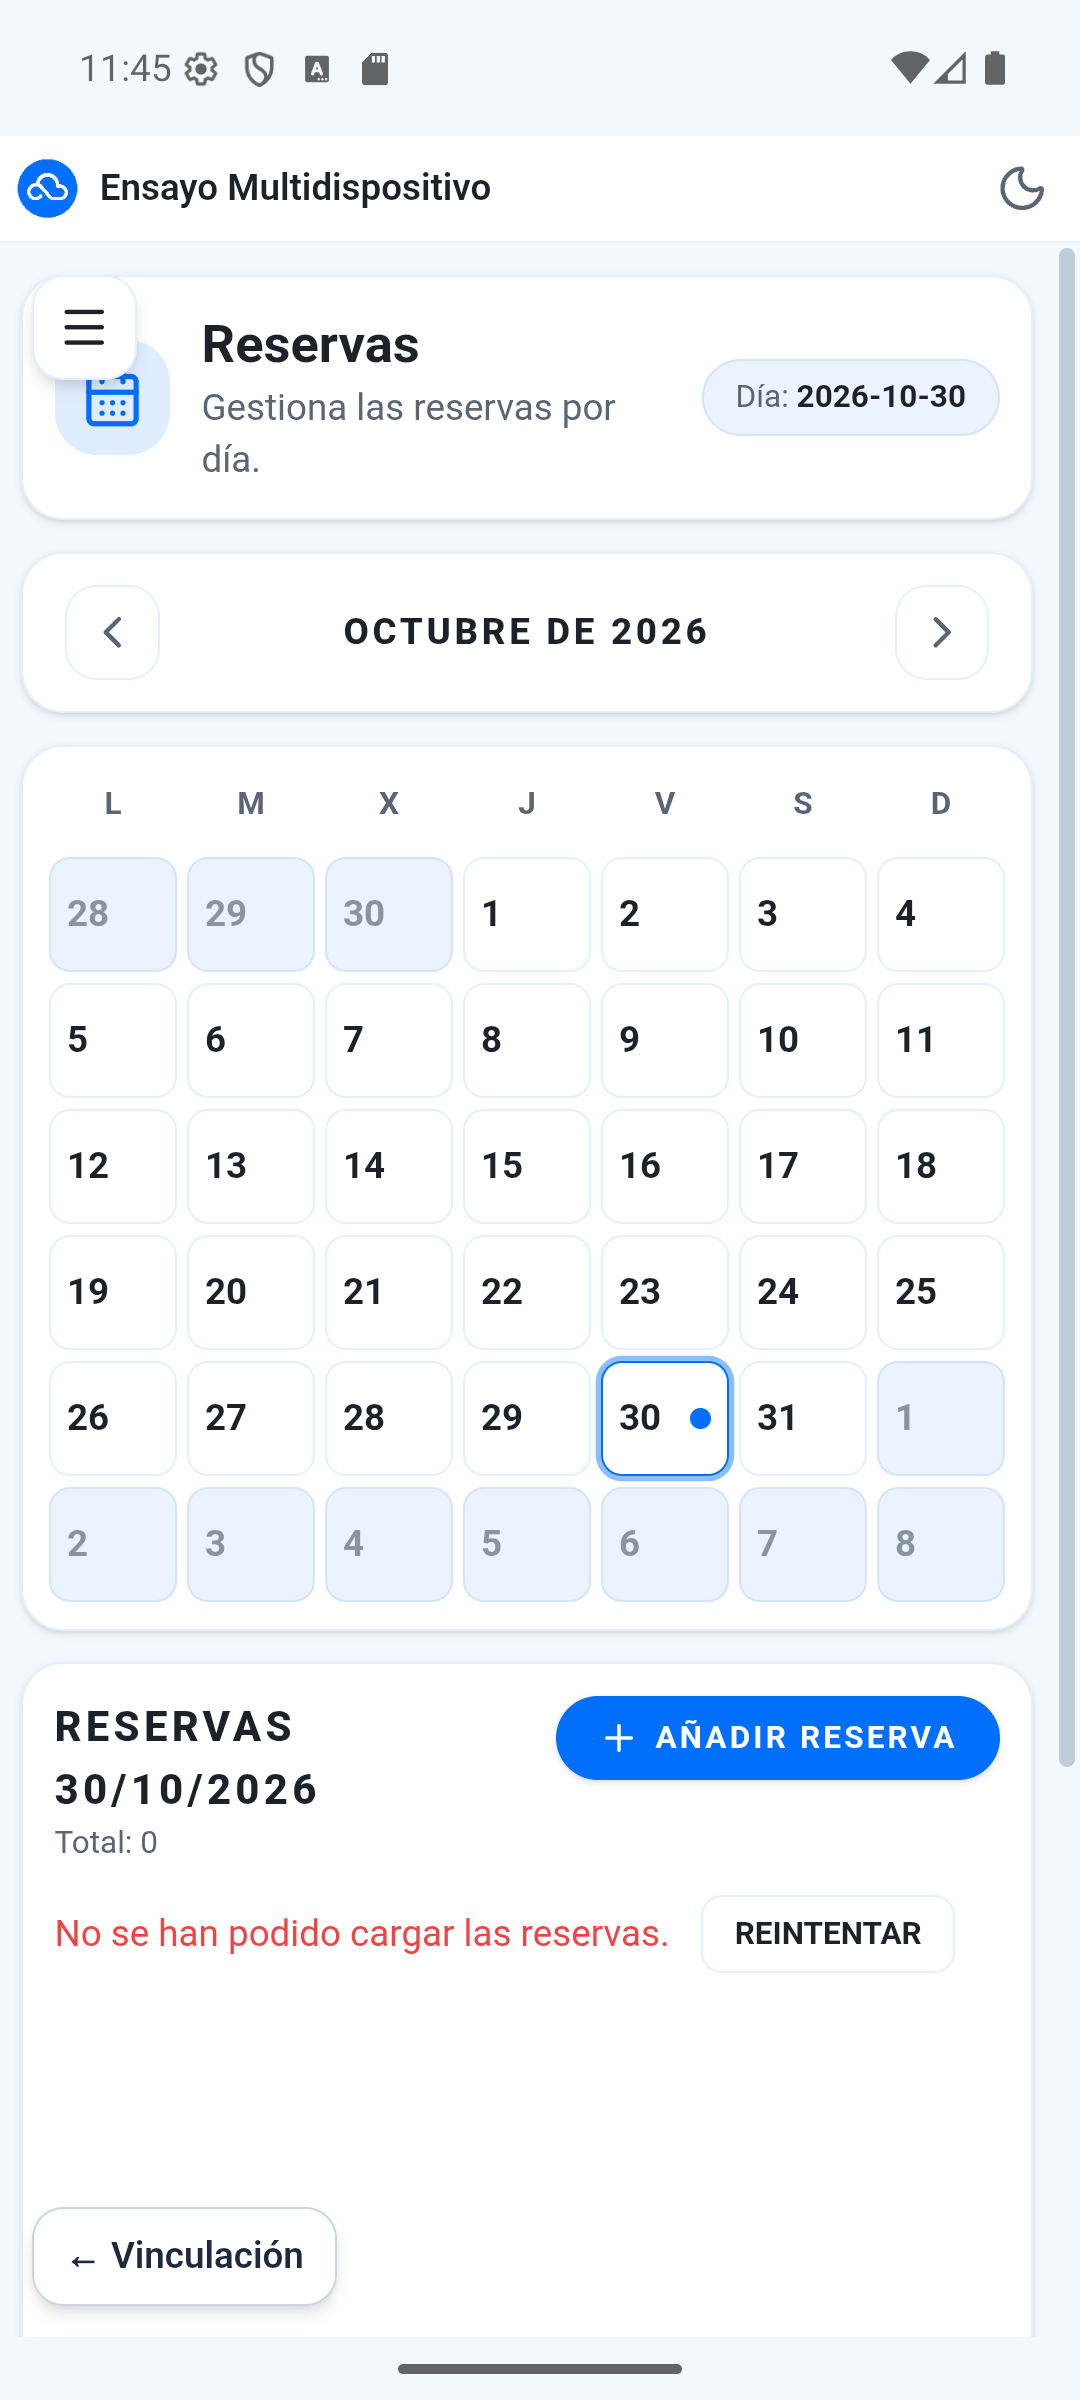 11:45
Ensayo Multidispositivo
Reservas
Gestiona las reservas por
día.
Día: 2026-10-30
OCTUBRE DE 2026
L M X J V S D
28 29 30 1 2 3 4
5 6 7 8 9 10 11
12 13 14 15 16 17 18
19 20 21 22 23 24 25
26 27 28 29 30 31 1
2 3 4 5 6 7 8
RESERVAS
30/10/2026
Total: 0
+ AÑADIR RESERVA
No se han podido cargar las reservas. REINTENTAR
← Vinculación